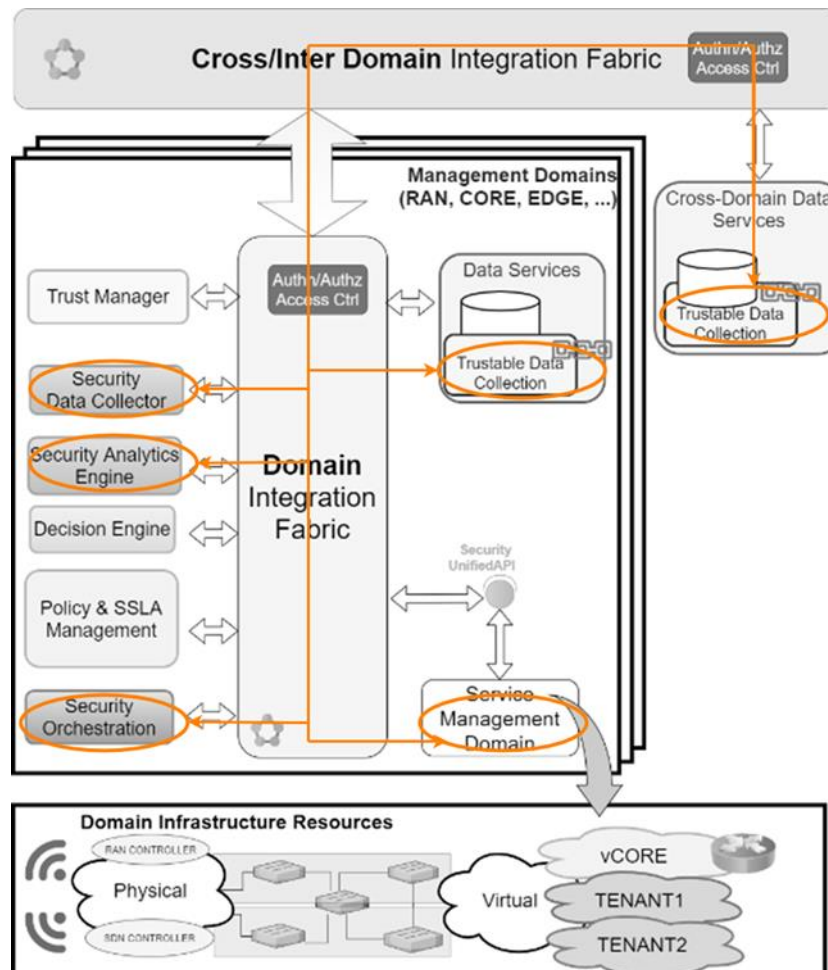 Cross/Inter Domain Integration Fabric
Authn/Authz
Access Ctrl
Management Domains
(RAN, CORE, EDGE, ...)
Cross-Domain Data
Services
Trustable Data
Collection
Trust Manager
Authn/Authz
Access Ctrl
Data Services
Trustable Data
Collection
Security
Data Collector
Security Analytics
Engine
Domain
Integration
Fabric
Decision Engine
Security
UnifiedAPI
Policy & SSLA
Management
Security
Orchestration
Service
Management
Domain
Domain Infrastructure Resources
RAN CONTROLLER
Physical
SDN CONTROLLER
Virtual
vCORE
TENANT1
TENANT2